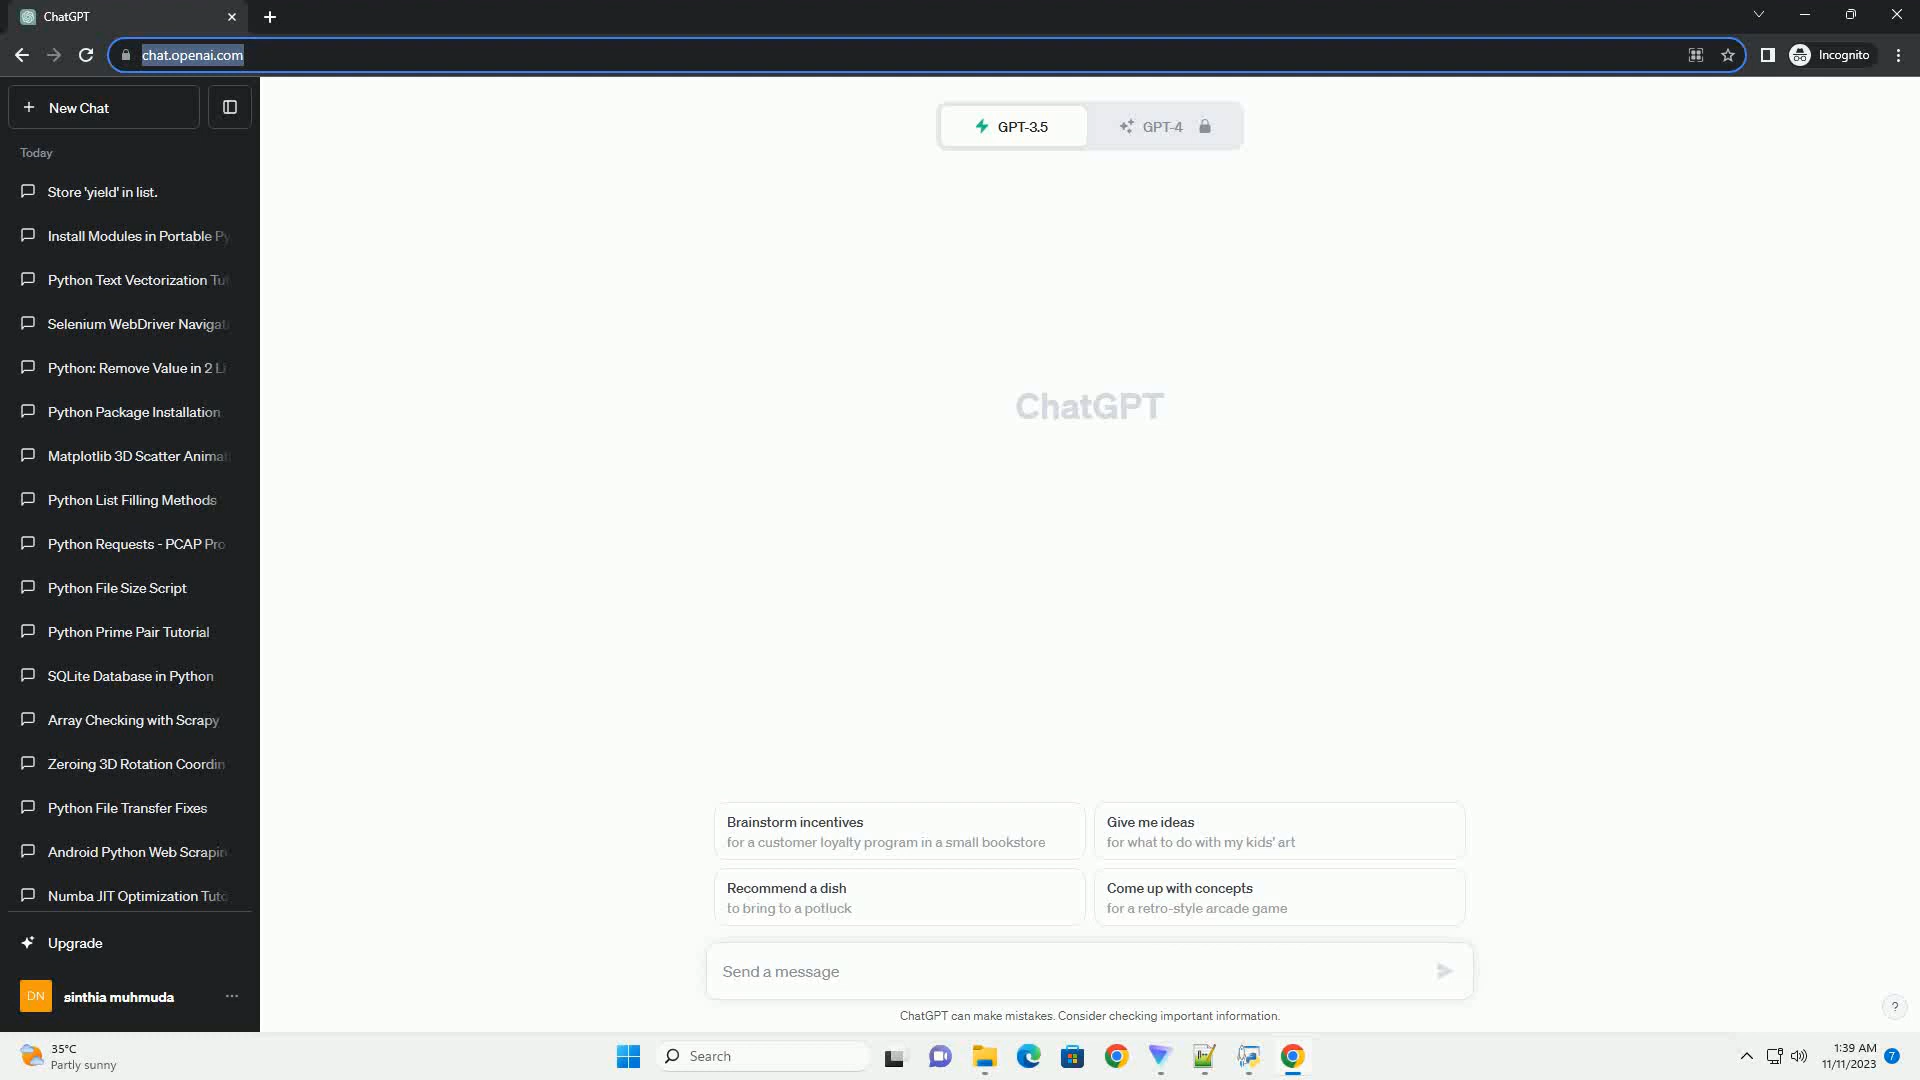 ChatGPT
chat.openai.com
Incognito
New Chat
Today
Store 'yield' in list.
Install Modules in Portable Py
Python Text Vectorization Tut
Selenium WebDriver Navigat
Python: Remove Value in 2 Li
Python Package Installation
Matplotlib 3D Scatter Animat
Python List Filling Methods
Python Requests - PCAP Pro
Python File Size Script
Python Prime Pair Tutorial
SQLite Database in Python
Array Checking with Scrapy
Zeroing 3D Rotation Coordin
Python File Transfer Fixes
Android Python Web Scrapin
Numba JIT Optimization Tuto
Upgrade
DN
sinthia muhmuda
GPT-3.5
GPT-4
ChatGPT
Brainstorm incentives
for a customer loyalty program in a small bookstore
Give me ideas
for what to do with my kids' art
Recommend a dish
to bring to a potluck
Come up with concepts
for a retro-style arcade game
Send a message
ChatGPT can make mistakes. Consider checking important information.
?
35°C
Partly sunny
Search
1:39 AM
11/11/2023
7